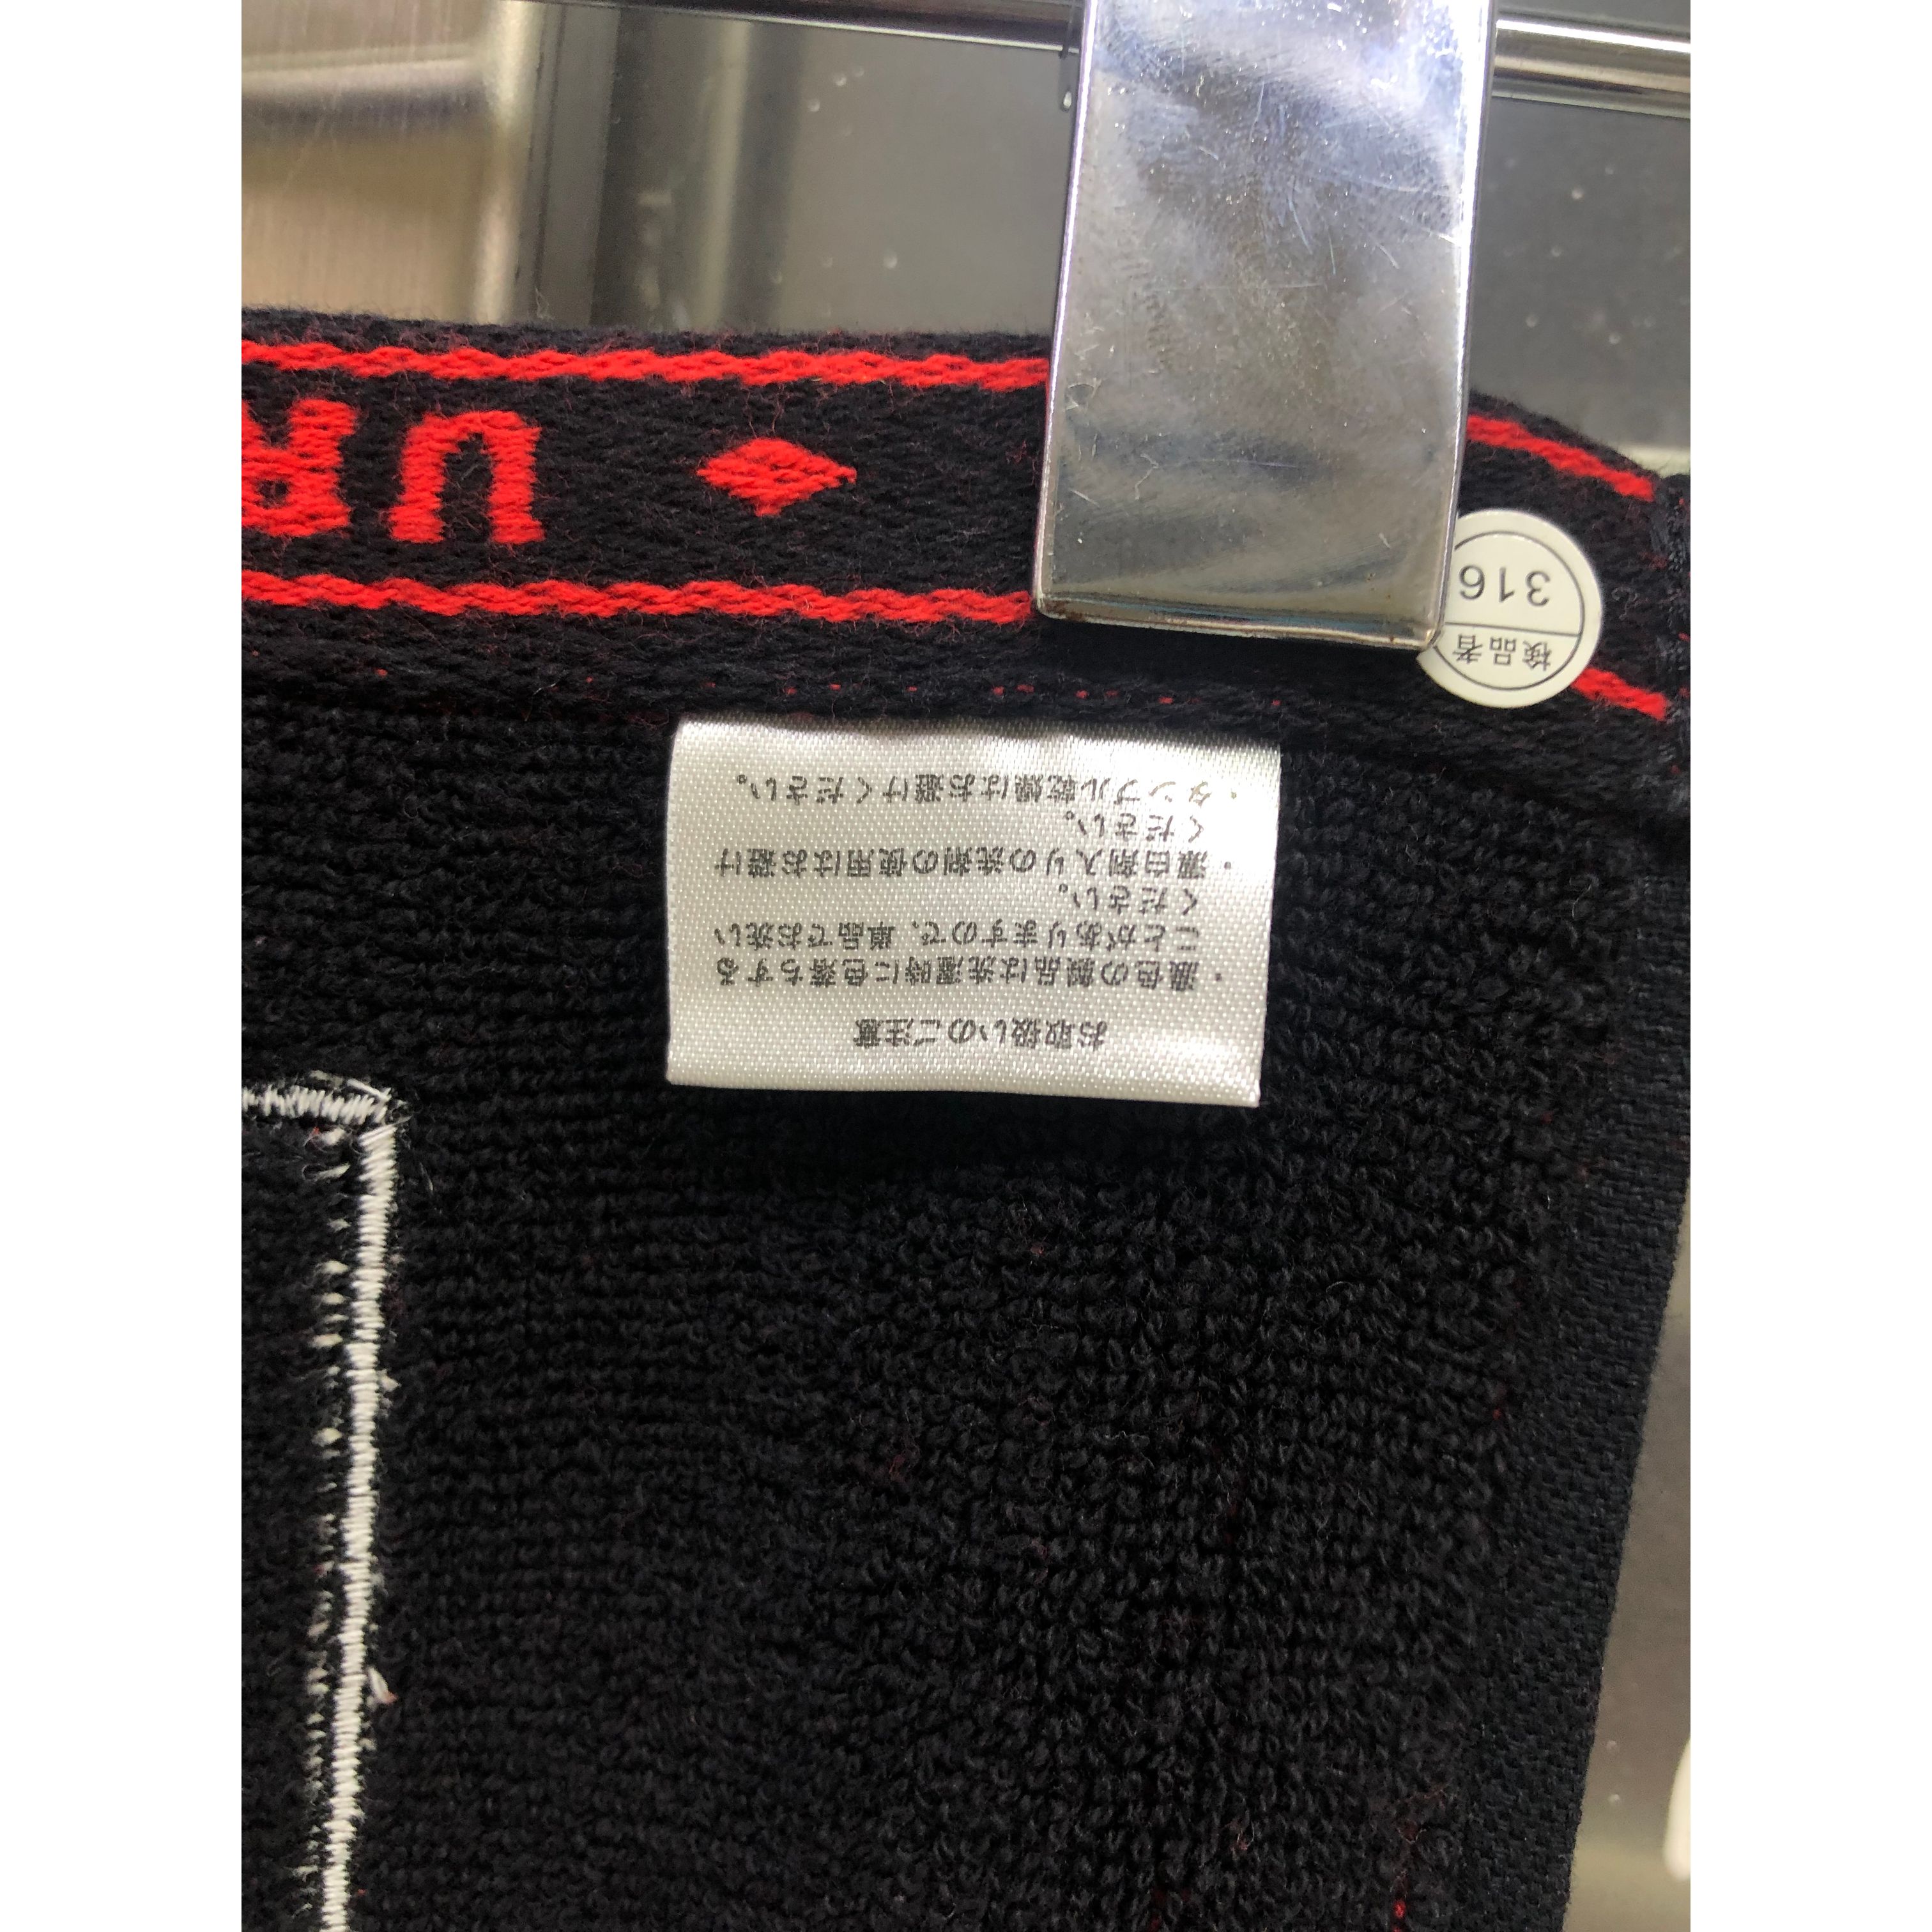 お取扱いのご注意
・濃色の製品は洗濯時に色落ちする
ことがありますので、単品でお洗い
ください。
・漂白剤入りの洗剤の使用はお避け
ください。
・タンブル乾燥はお避けください。
検品者
316
UR